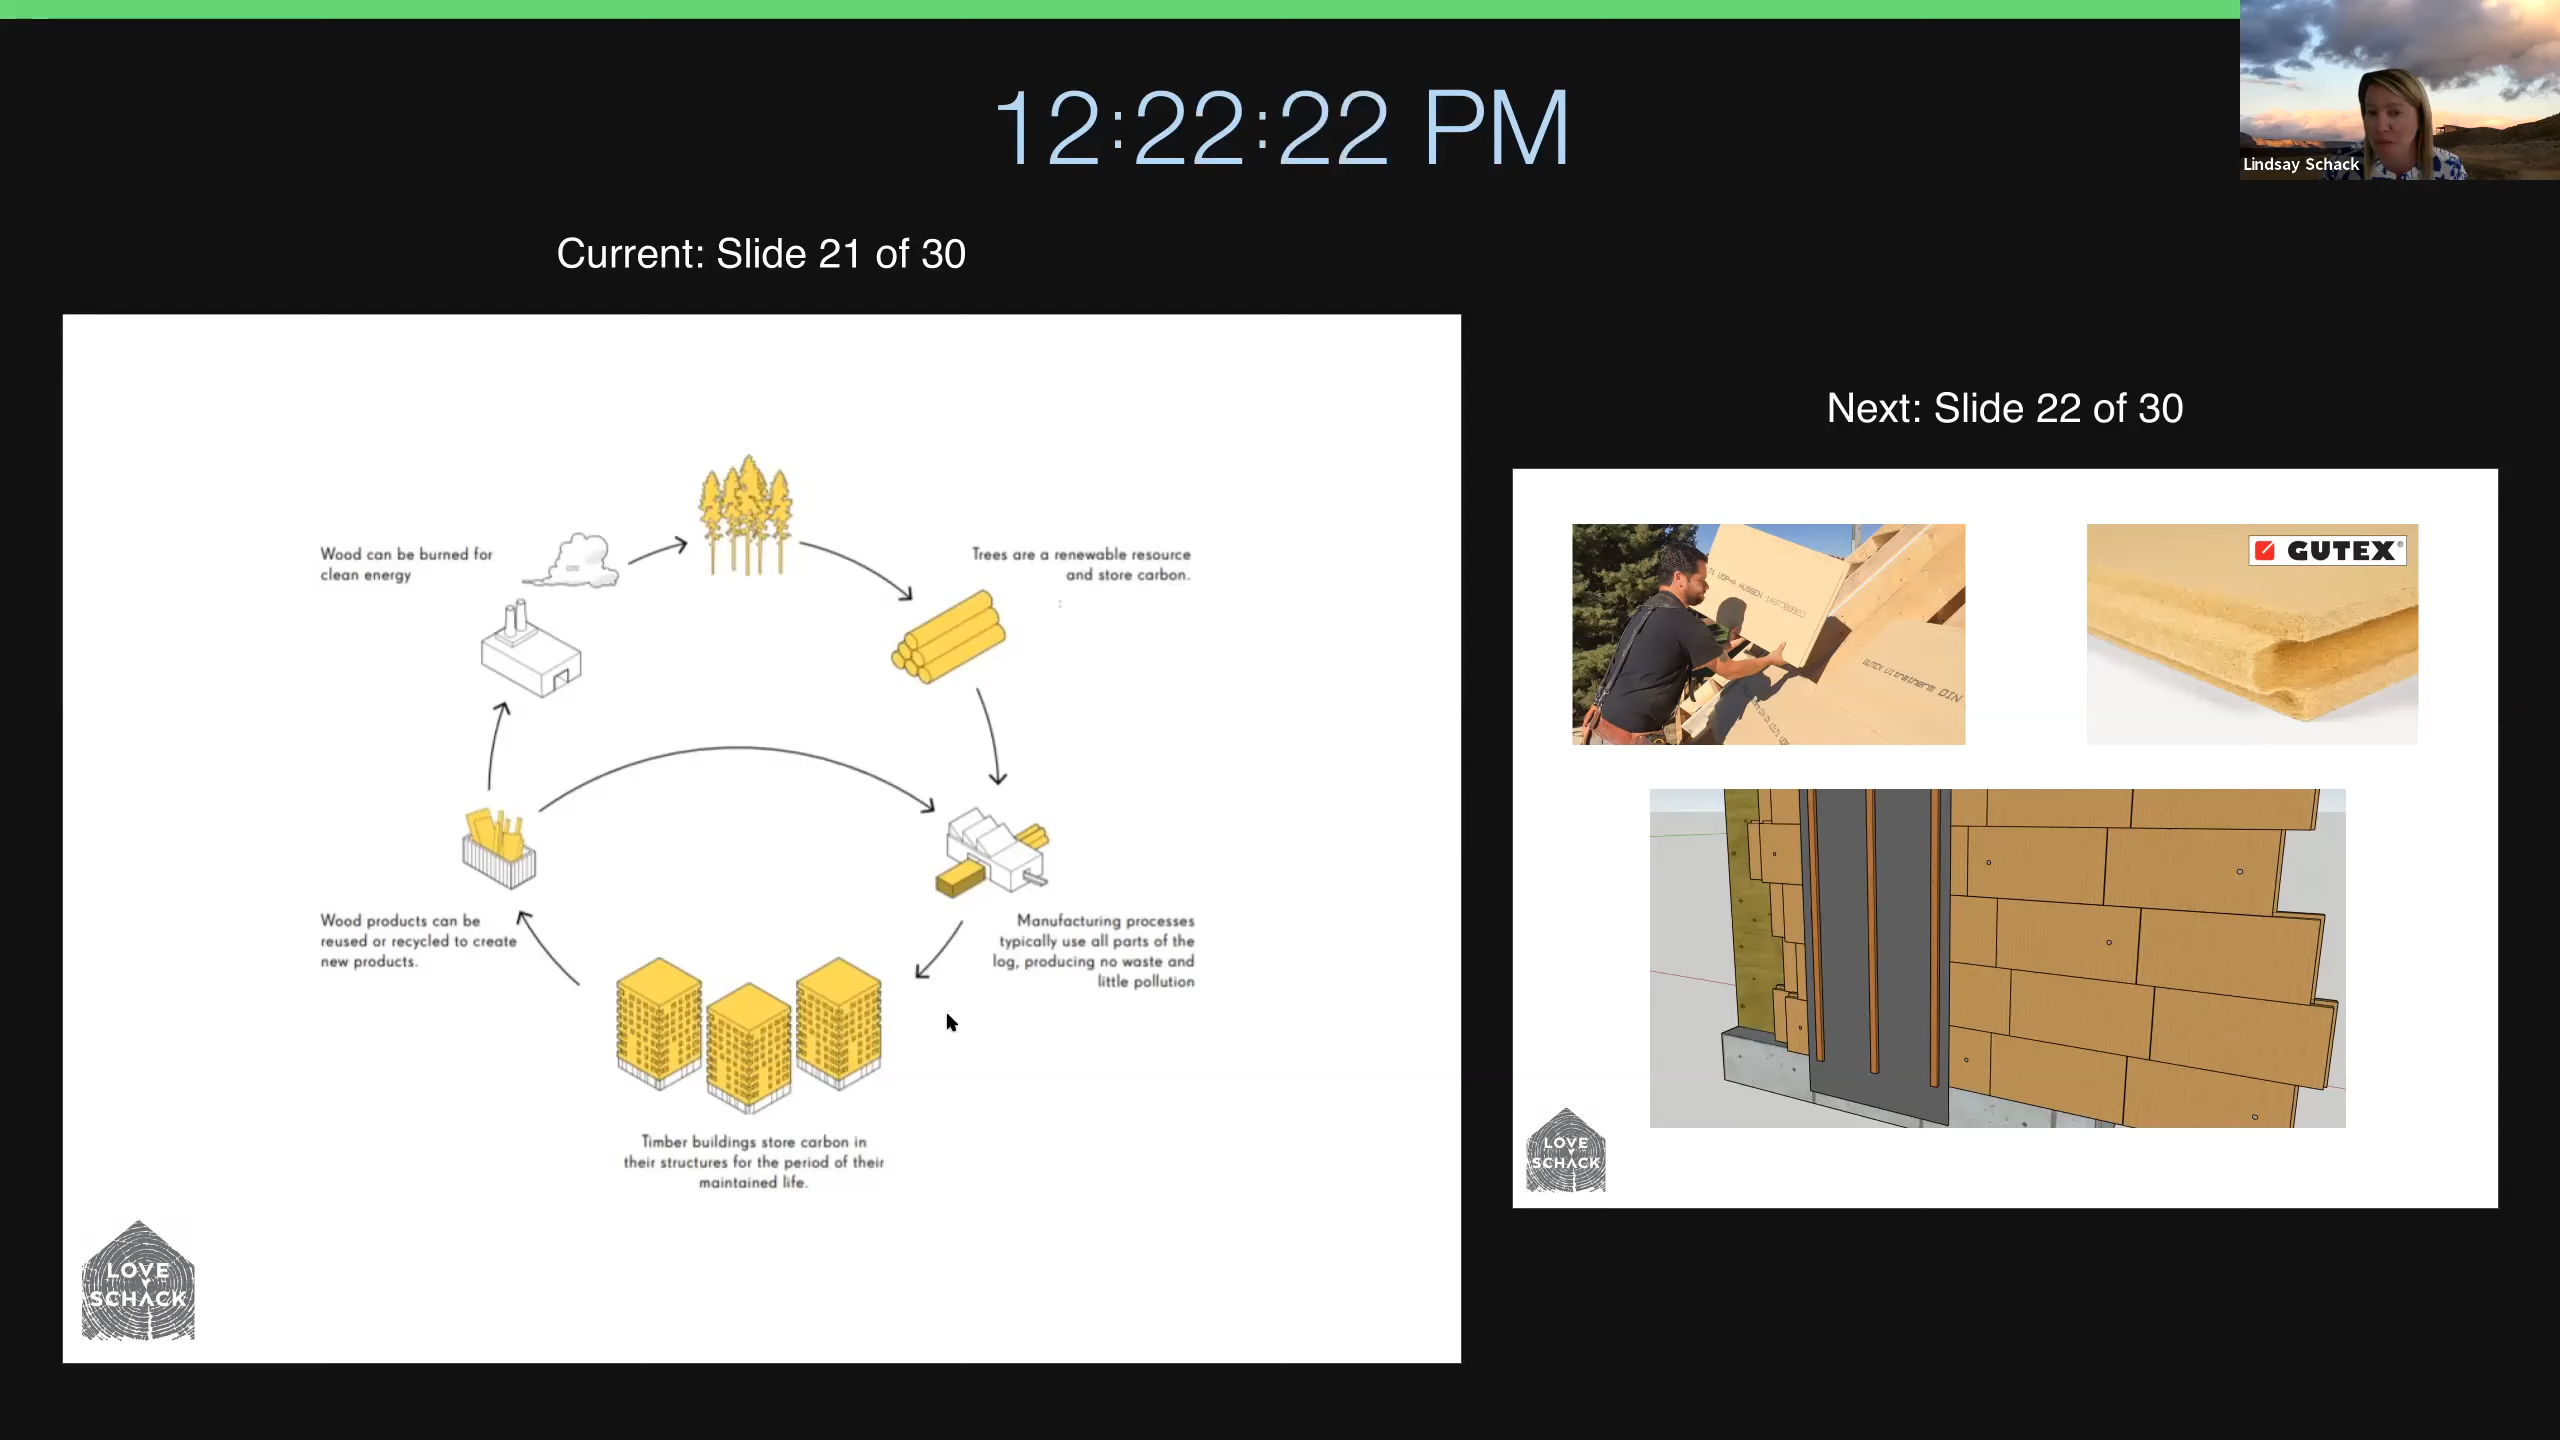 12:22:22 PM
Lindsay Schack
Current: Slide 21 of 30
Next: Slide 22 of 30
Wood can be burned for
clean energy
Trees are a renewable resource
and store carbon.
:
Wood products can be
reused or recycled to create
new products.
Manufacturing processes
typically use all parts of the
log, producing no waste and
little pollution
Timber buildings store carbon in
their structures for the period of their
maintained life.
LOVE
SCHACK
GUTEX®
GUTEX Ultratherm DIN
LOVE
SCHACK